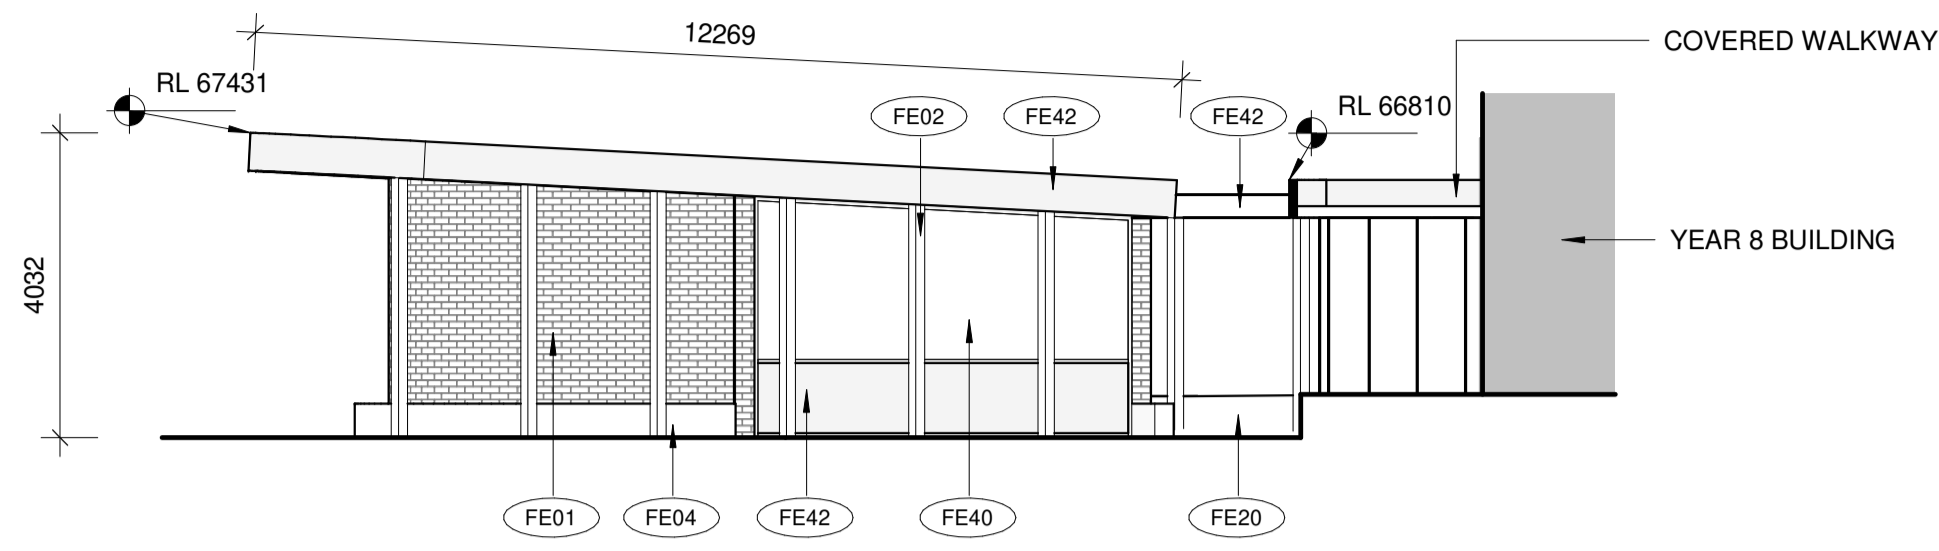 12269
COVERED WALKWAY
RL 67431
RL 66810
FE02
FE42
FE42
YEAR 8 BUILDING
4032
FE01
FE04
FE42
FE40
FE20